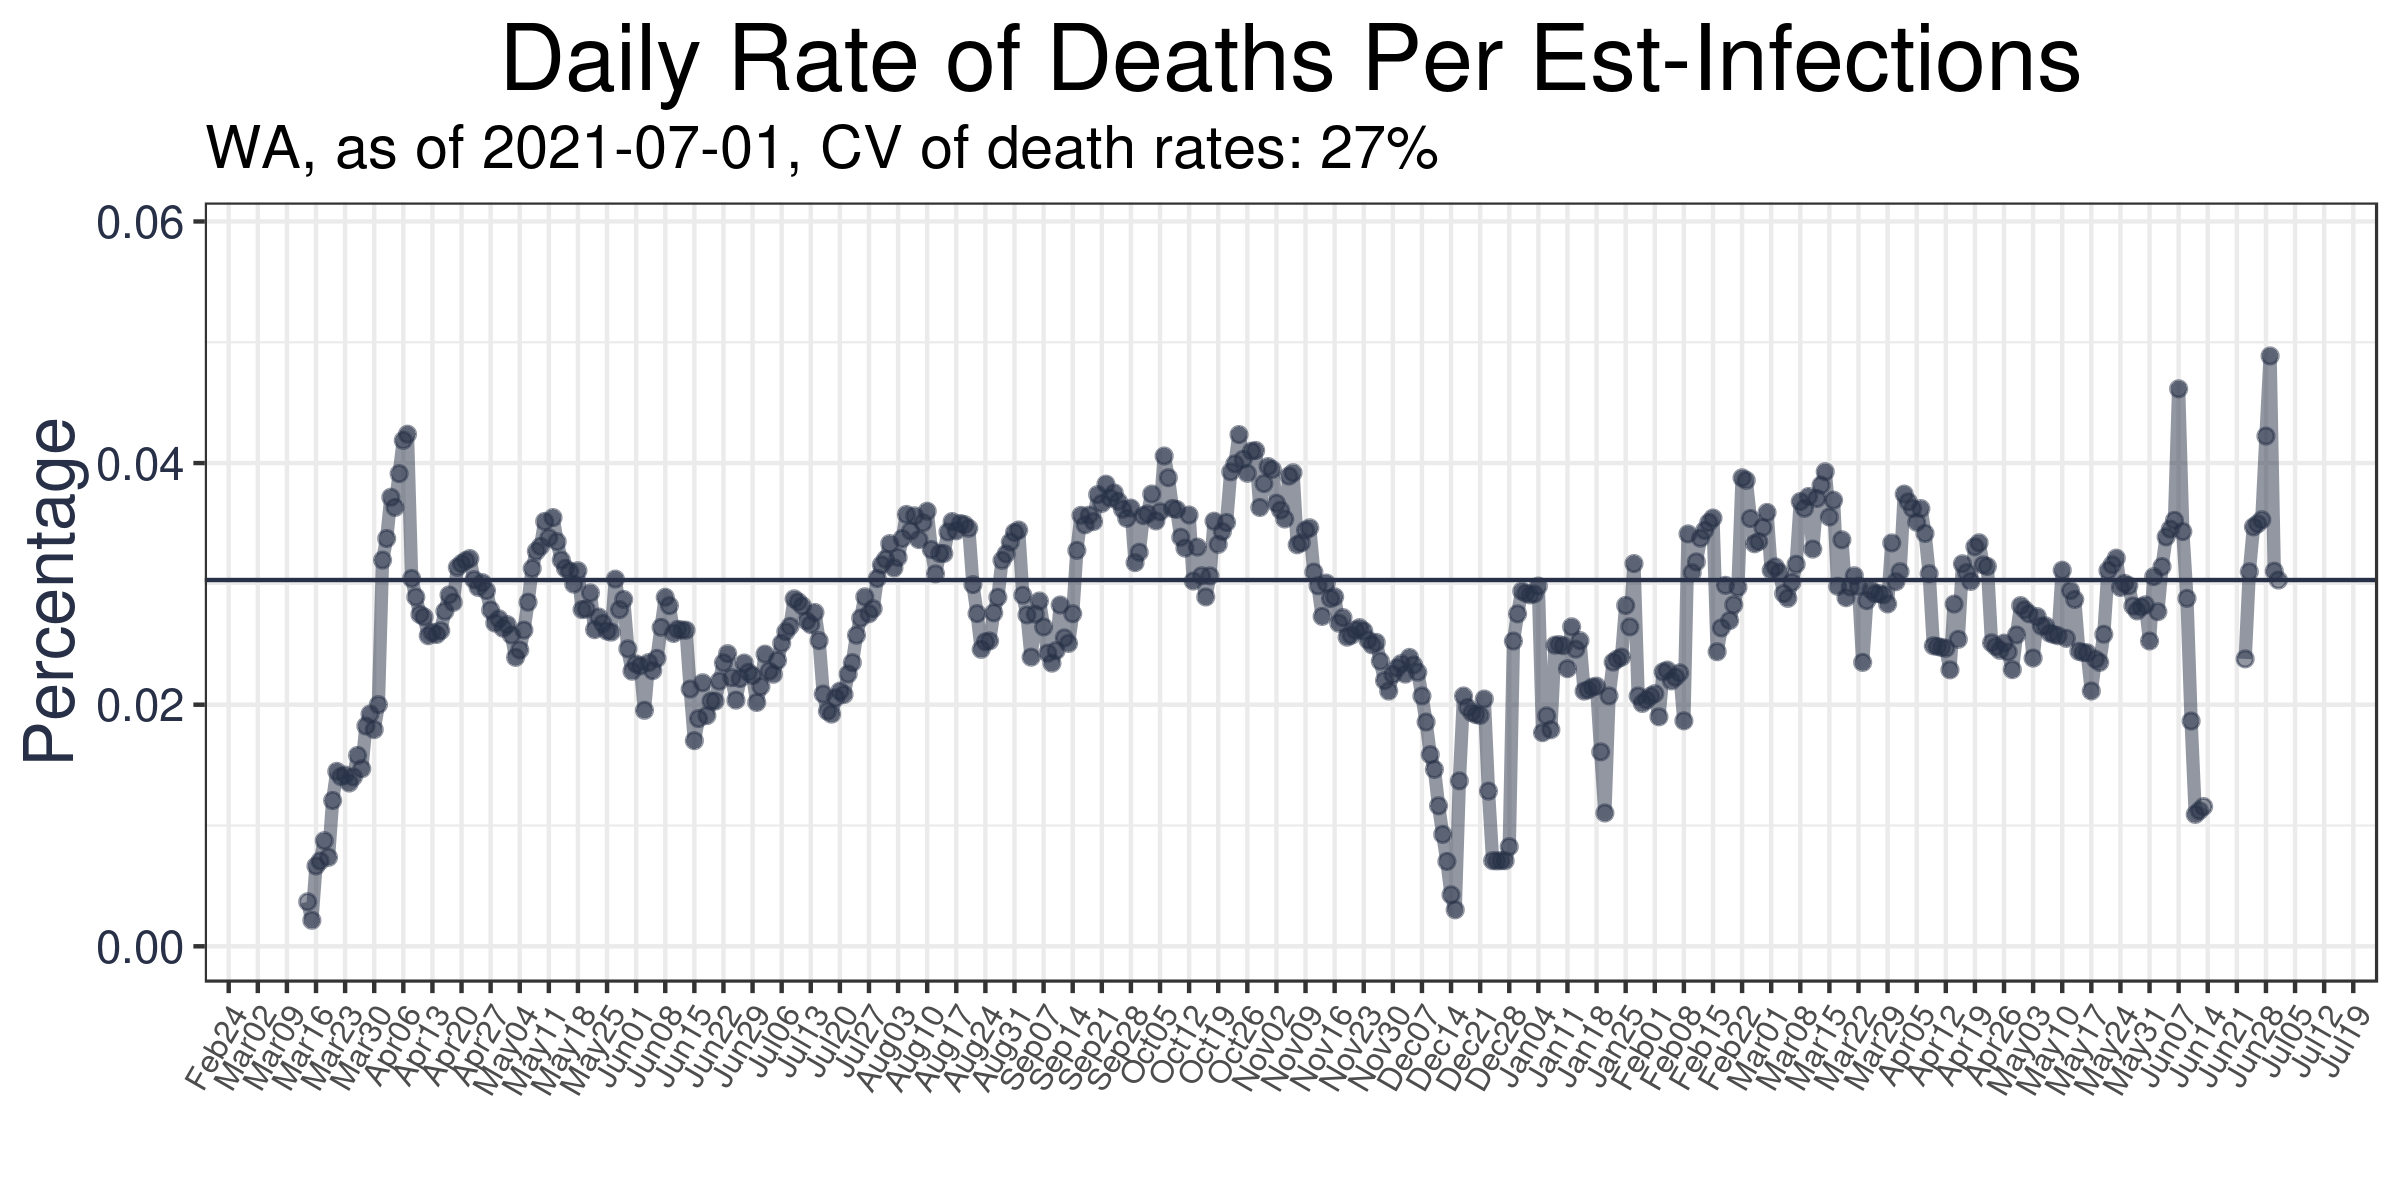 Daily Rate of Deaths Per Est-Infections
WA, as of 2021-07-01, CV of death rates: 27%
Percentage
0.06
0.04
0.02
0.00
Feb24
Mar02
Mar09
Mar16
Mar23
Mar30
Apr06
Apr13
Apr20
Apr27
May04
May11
May18
May25
Jun01
Jun08
Jun15
Jun22
Jun29
Jul06
Jul13
Jul20
Jul27
Aug03
Aug10
Aug17
Aug24
Aug31
Sep07
Sep14
Sep21
Sep28
Oct05
Oct12
Oct19
Oct26
Nov02
Nov09
Nov16
Nov23
Nov30
Dec07
Dec14
Dec21
Dec28
Jan04
Jan11
Jan18
Jan25
Feb01
Feb08
Feb15
Feb22
Mar01
Mar08
Mar15
Mar22
Mar29
Apr05
Apr12
Apr19
Apr26
May03
May10
May17
May24
May31
Jun07
Jun14
Jun21
Jun28
Jul05
Jul12
Jul19